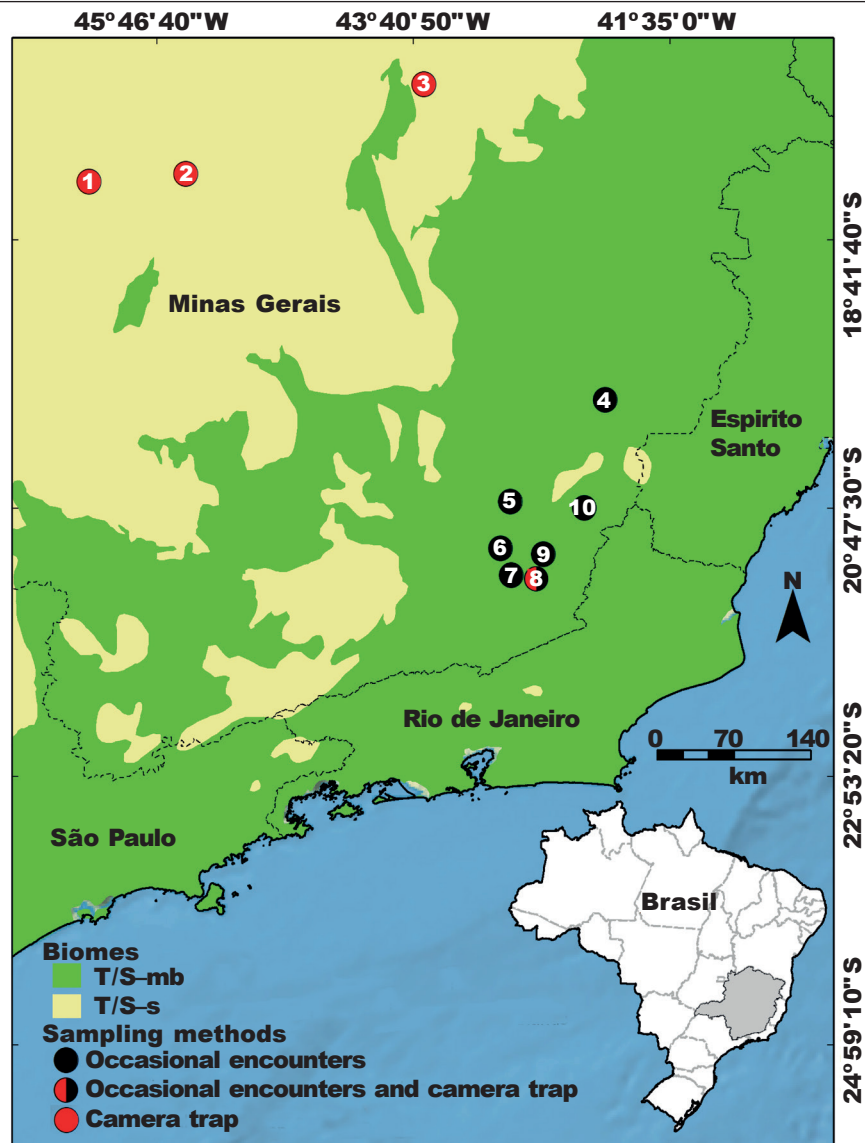 45°46'40"W 43°40'50"W 41°35'0"W
3
1 2
18°41'40"S
Minas Gerais
4
Espirito
Santo
5
10
20°47'30"S
6 9
7 8
N
Rio de Janeiro
0 70 140
km
22°53'20"S
São Paulo
Brasil
Biomes
T/S–mb
T/S–s
Sampling methods
Occasional encounters
Occasional encounters and camera trap
Camera trap
24°59'10"S